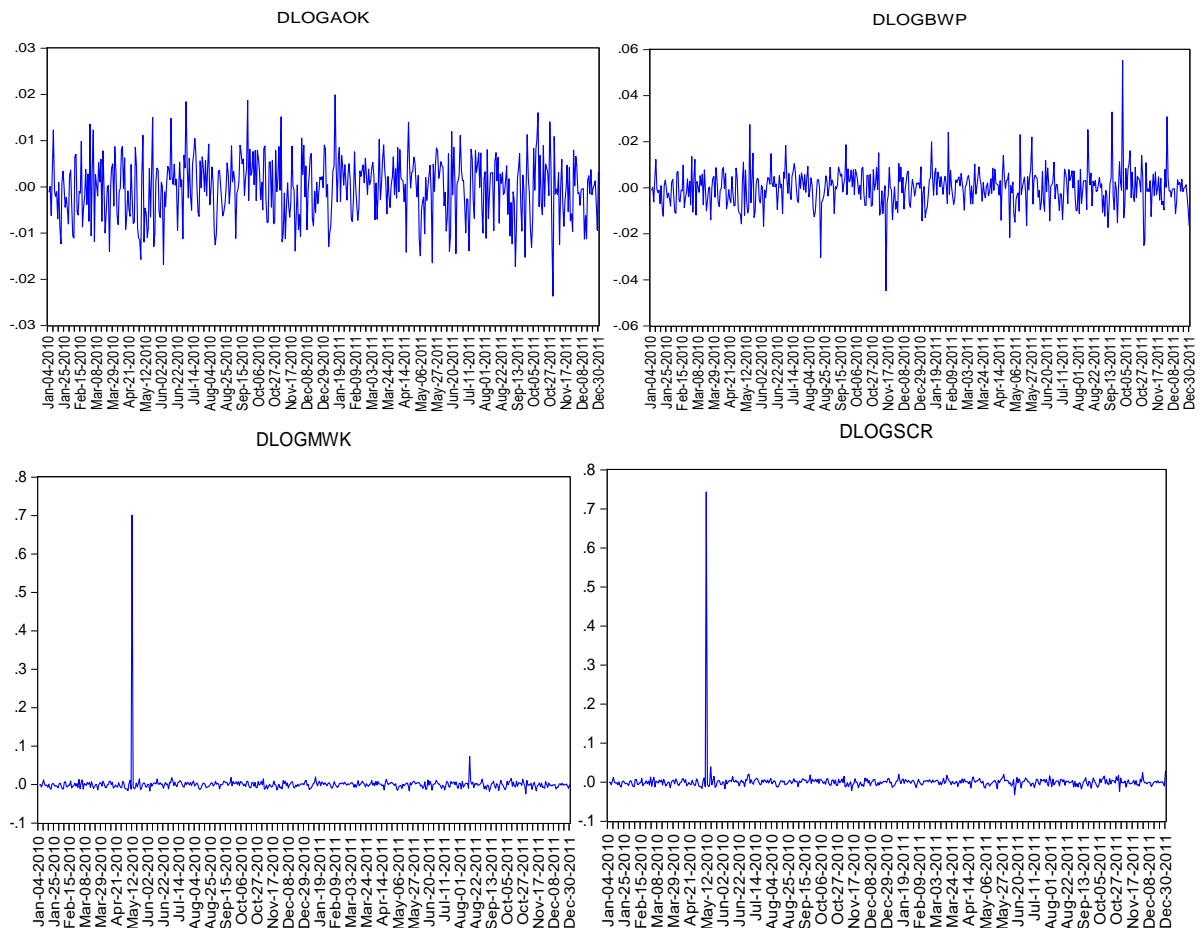 DLOGAOK
.03
.02
.01
.00
-.01
-.02
-.03
Jan-04-2010
Jan-25-2010
Feb-15-2010
Mar-08-2010
Mar-29-2010
Apr-21-2010
May-12-2010
Jun-02-2010
Jun-22-2010
Jul-14-2010
Aug-04-2010
Aug-25-2010
Sep-15-2010
Oct-06-2010
Oct-27-2010
Nov-17-2010
Dec-08-2010
Dec-29-2010
Jan-19-2011
Feb-09-2011
Mar-03-2011
Mar-24-2011
Apr-14-2011
May-06-2011
May-27-2011
Jun-20-2011
Jul-11-2011
Aug-01-2011
Aug-22-2011
Sep-13-2011
Oct-05-2011
Oct-27-2011
Nov-17-2011
Dec-08-2011
Dec-30-2011
DLOGBWP
.06
.04
.02
.00
-.02
-.04
-.06
Jan-04-2010
Jan-25-2010
Feb-15-2010
Mar-08-2010
Mar-29-2010
Apr-21-2010
May-12-2010
Jun-02-2010
Jun-22-2010
Jul-14-2010
Aug-04-2010
Aug-25-2010
Sep-15-2010
Oct-06-2010
Oct-27-2010
Nov-17-2010
Dec-08-2010
Dec-29-2010
Jan-19-2011
Feb-09-2011
Mar-03-2011
Mar-24-2011
Apr-14-2011
May-06-2011
May-27-2011
Jun-20-2011
Jul-11-2011
Aug-01-2011
Aug-22-2011
Sep-13-2011
Oct-05-2011
Oct-27-2011
Nov-17-2011
Dec-08-2011
Dec-30-2011
DLOGMWK
.8
.7
.6
.5
.4
.3
.2
.1
.0
-.1
Jan-04-2010
Jan-25-2010
Feb-15-2010
Mar-08-2010
Mar-29-2010
Apr-21-2010
May-12-2010
Jun-02-2010
Jun-22-2010
Jul-14-2010
Aug-04-2010
Aug-25-2010
Sep-15-2010
Oct-06-2010
Oct-27-2010
Nov-17-2010
Dec-08-2010
Dec-29-2010
Jan-19-2011
Feb-09-2011
Mar-03-2011
Mar-24-2011
Apr-14-2011
May-06-2011
May-27-2011
Jun-20-2011
Jul-11-2011
Aug-01-2011
Aug-22-2011
Sep-13-2011
Oct-05-2011
Oct-27-2011
Nov-17-2011
Dec-08-2011
Dec-30-2011
DLOGSCR
.8
.7
.6
.5
.4
.3
.2
.1
.0
-.1
Jan-04-2010
Jan-25-2010
Feb-15-2010
Mar-08-2010
Mar-29-2010
Apr-21-2010
May-12-2010
Jun-02-2010
Jun-22-2010
Jul-14-2010
Aug-04-2010
Aug-25-2010
Sep-15-2010
Oct-06-2010
Oct-27-2010
Nov-17-2010
Dec-08-2010
Dec-29-2010
Jan-19-2011
Feb-09-2011
Mar-03-2011
Mar-24-2011
Apr-14-2011
May-06-2011
May-27-2011
Jun-20-2011
Jul-11-2011
Aug-01-2011
Aug-22-2011
Sep-13-2011
Oct-05-2011
Oct-27-2011
Nov-17-2011
Dec-08-2011
Dec-30-2011